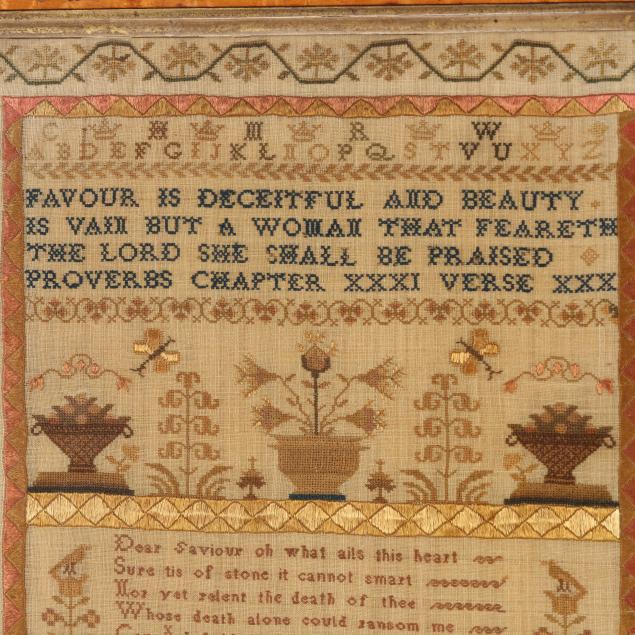 C I H M R W
A B D E F G I J K L N O P Q S T V U X Y Z
FAVOUR IS DECEITFUL AND BEAUTY
IS VAIN BUT A WOMAN THAT FEARETH
THE LORD SHE SHALL BE PRAISED
PROVERBS CHAPTER XXXI VERSE XXX
Dear Saviour oh what ails this heart
Sure tis of stone it cannot smart
Nor yet relent the death of thee
Whose death alone could ransom me